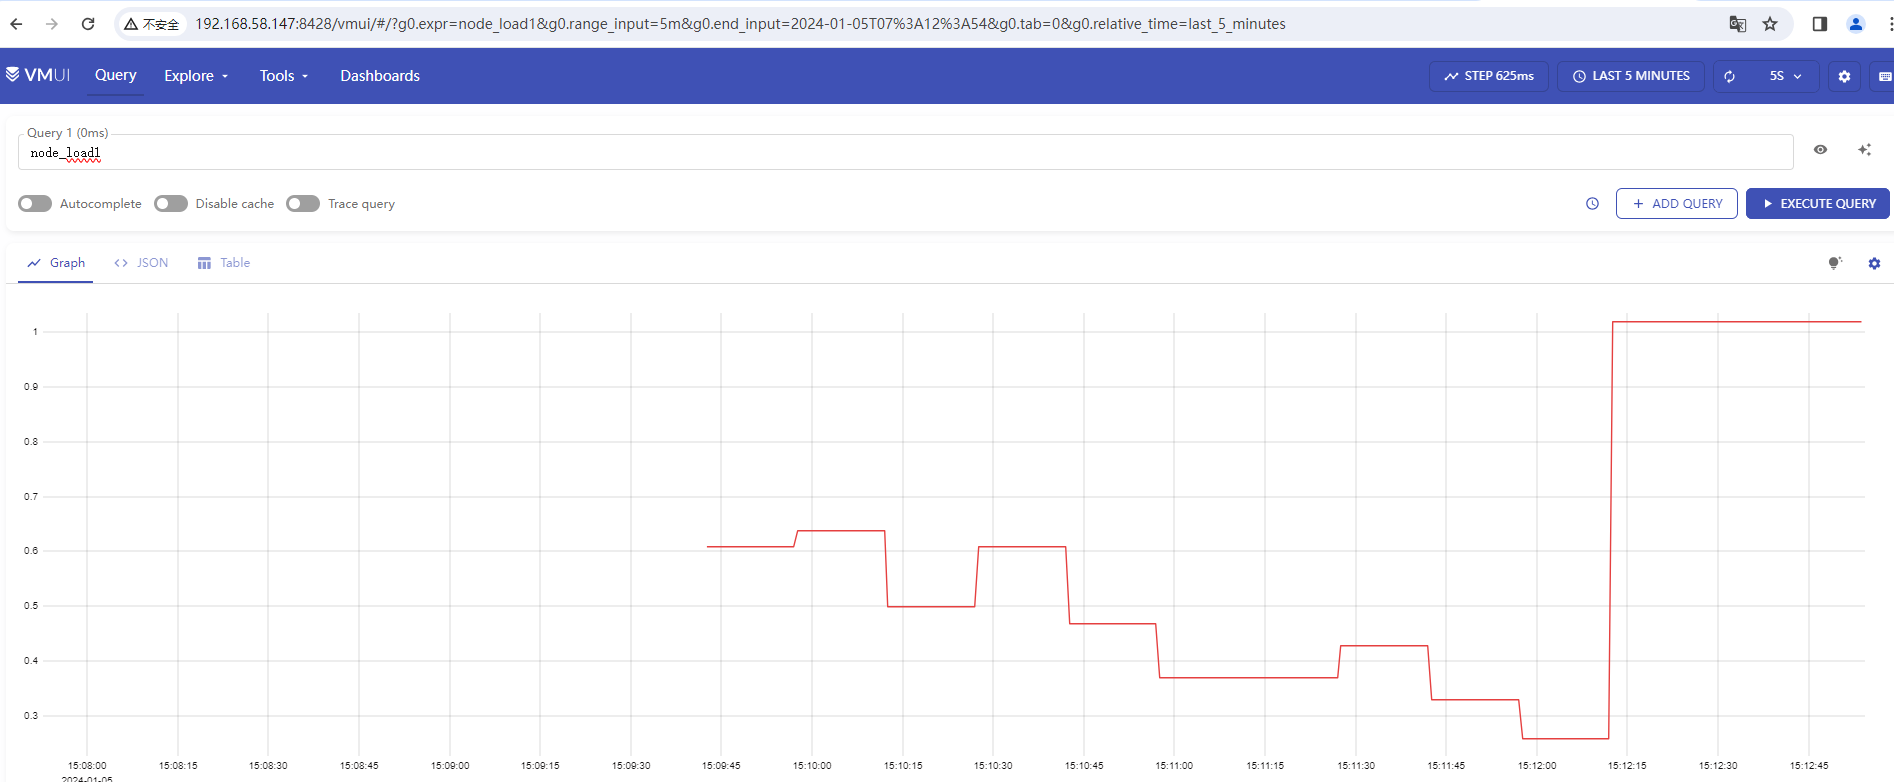 不安全 192.168.58.147:8428/vmui/#/?g0.expr=node_load1&g0.range_input=5m&g0.end_input=2024-01-05T07%3A12%3A54&g0.tab=0&g0.relative_time=last_5_minutes
VMUI Query Explore Tools Dashboards STEP 625ms LAST 5 MINUTES 5S
Query 1 (0ms)
node_load1
Autocomplete Disable cache Trace query ADD QUERY EXECUTE QUERY
Graph JSON Table
1
0.9
0.8
0.7
0.6
0.5
0.4
0.3
15:08:00 15:08:15 15:08:30 15:08:45 15:09:00 15:09:15 15:09:30 15:09:45 15:10:00 15:10:15 15:10:30 15:10:45 15:11:00 15:11:15 15:11:30 15:11:45 15:12:00 15:12:15 15:12:30 15:12:45
2024-01-05